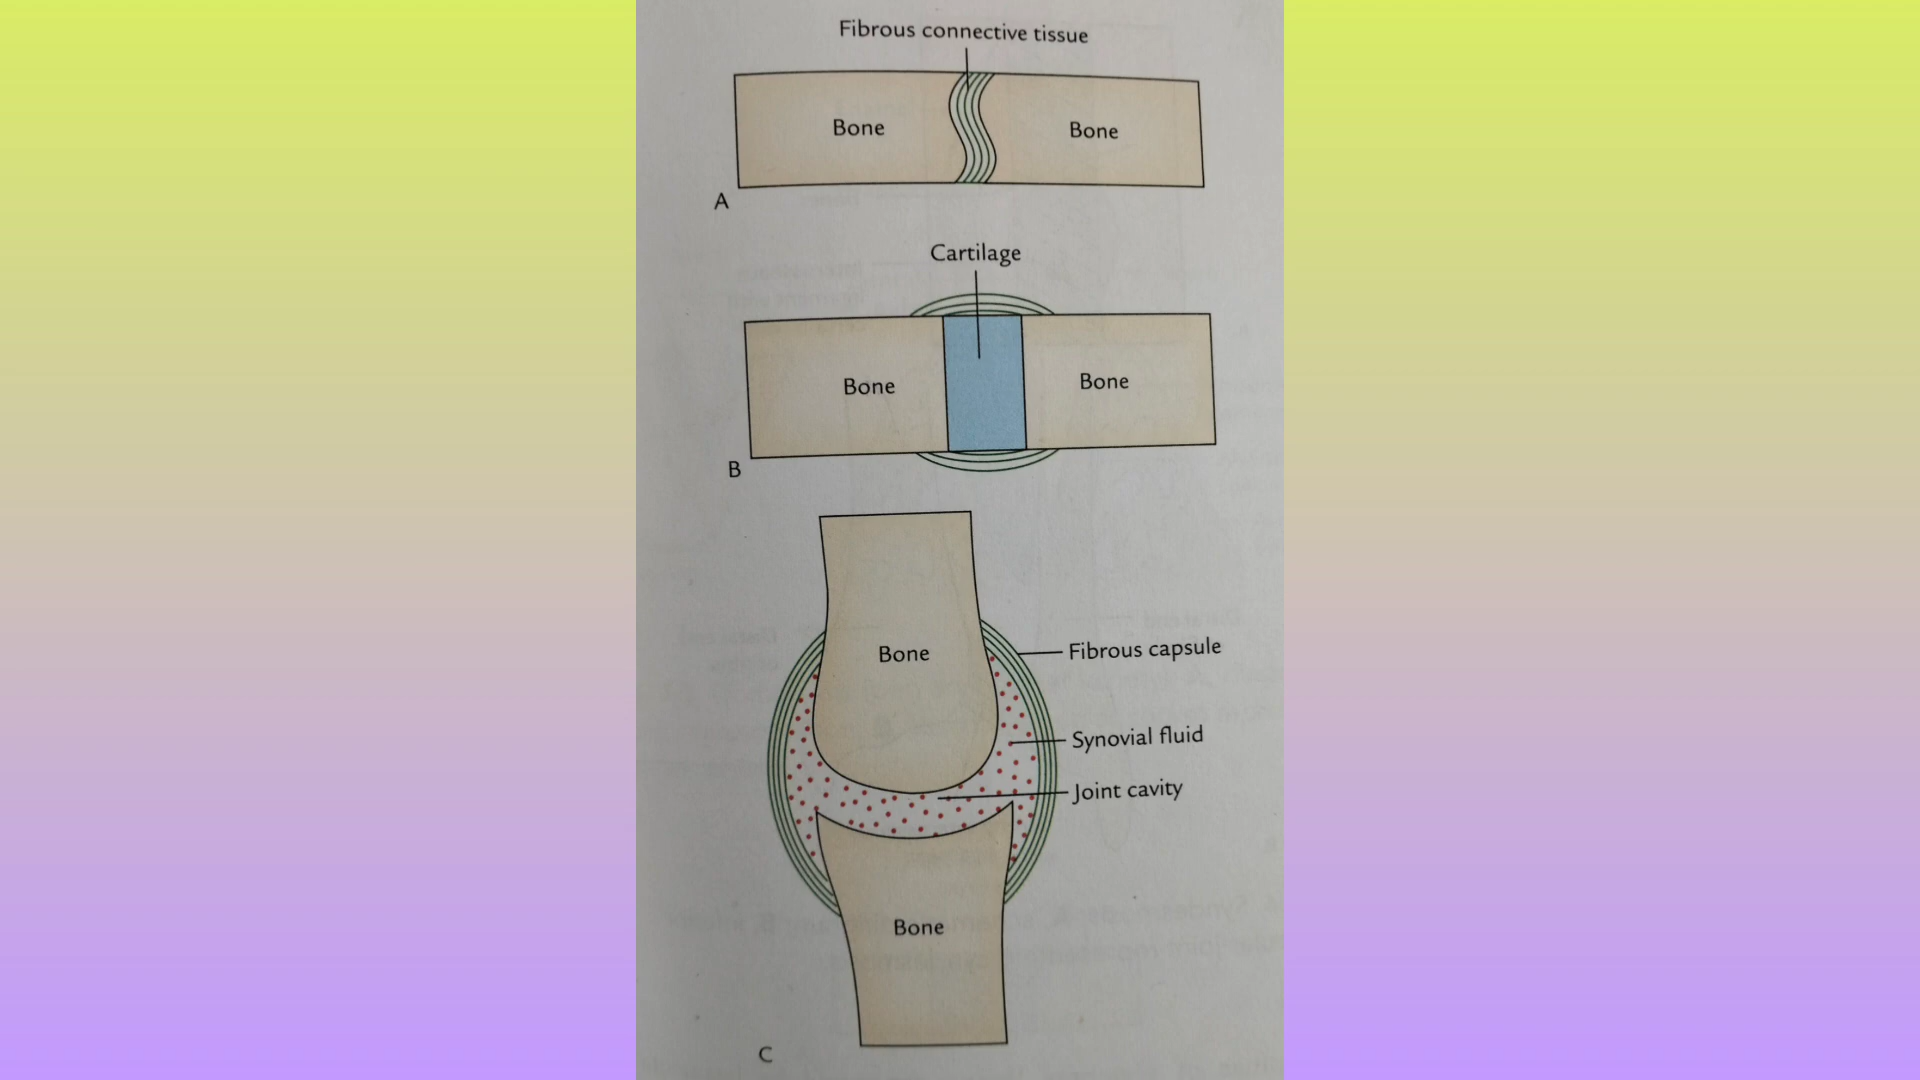 Fibrous connective tissue
Bone
Bone
A
Cartilage
Bone
Bone
B
Bone
Fibrous capsule
Synovial fluid
Joint cavity
Bone
C